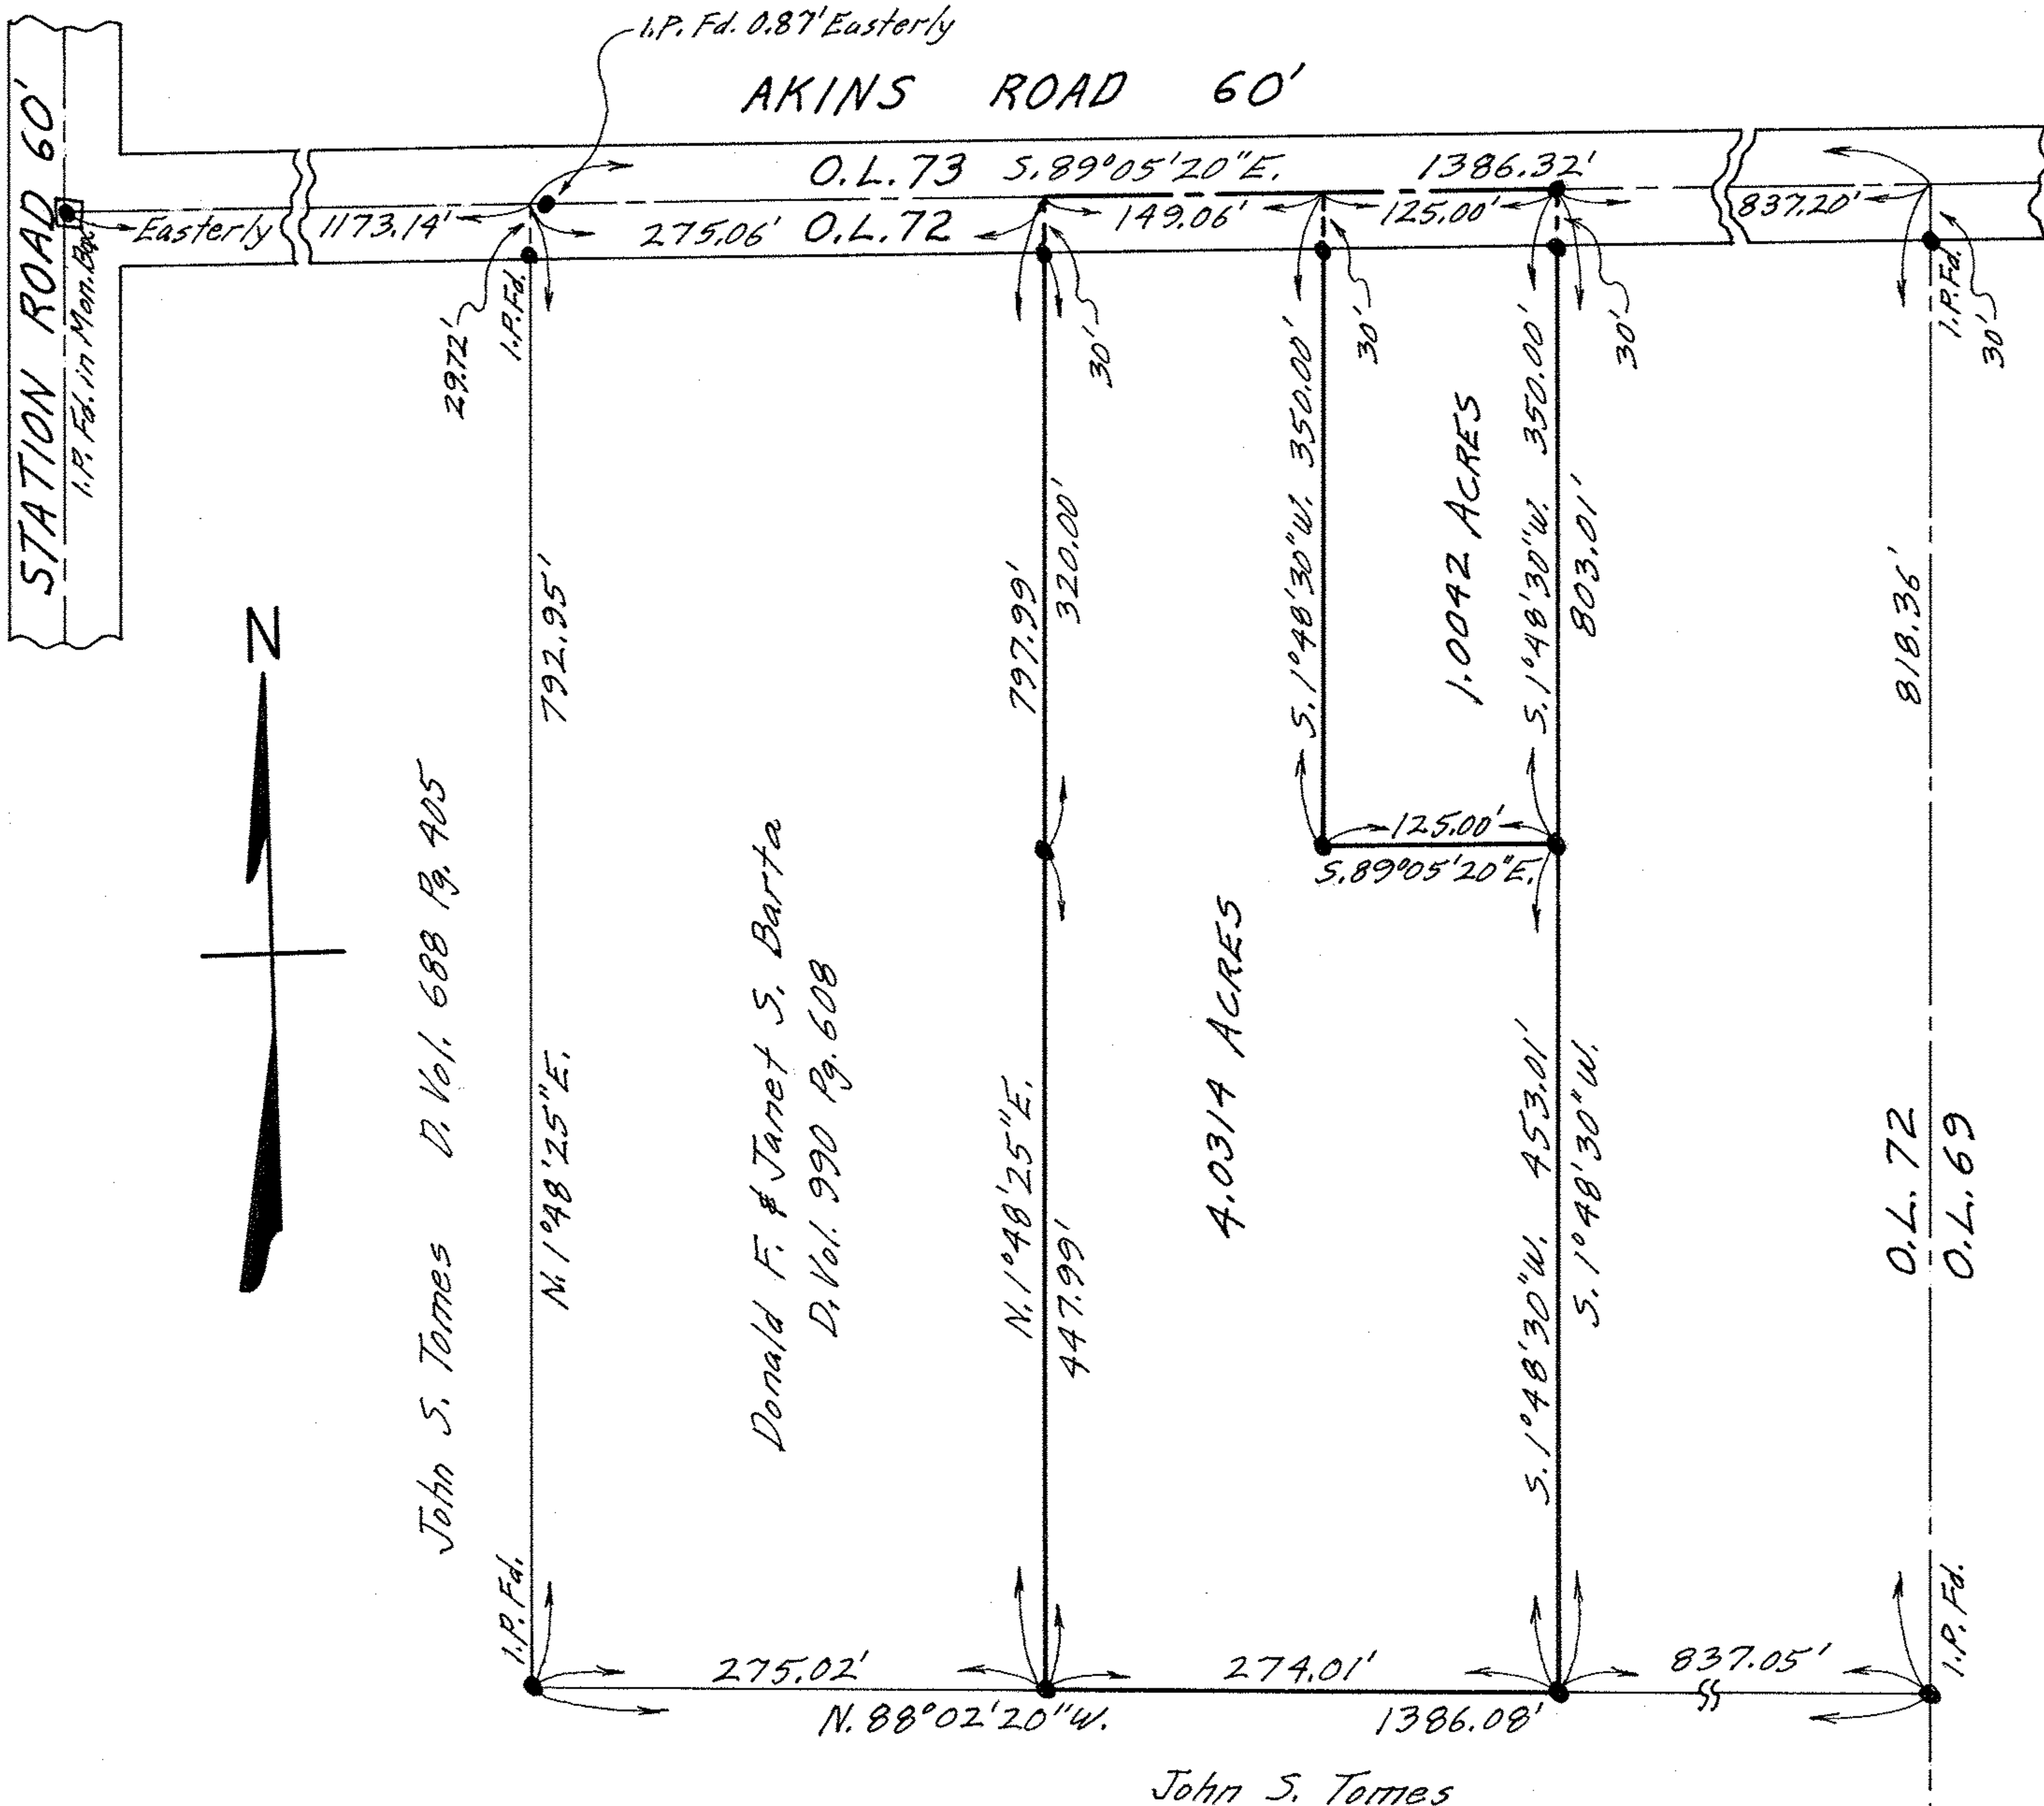 I.P. Fd. 0.87' Easterly
AKINS ROAD 60'
STATION ROAD 60'
I.P. Fd. in Mon. Box
O.L. 73 S. 89°05'20"E. 1386.32'
Easterly 1173.14' 275.06' O.L. 72 149.06' 125.00' 837.20'
29.72'
I.P. Fd.
30'
30'
30'
I.P. Fd.
30'
N
792.95'
N. 1°48'25"E.
797.99'
320.00'
S. 1°48'30"W. 350.00'
1.0042 ACRES
S. 1°48'30"W. 350.00'
803.01'
818.36'
125.00'
S. 89°05'20"E.
John S. Tomes D. Vol. 688 Pg. 405
Donald F. & Janet S. Barta
D. Vol. 990 Pg. 608
N. 1°48'25"E.
447.99'
4.0314 ACRES
S. 1°48'30"W. 453.01'
S. 1°48'30"W.
O.L. 72
O.L. 69
I.P. Fd.
I.P. Fd.
275.02' 274.01' 837.05'
N. 88°02'20"W. 1386.08'
John S. Tomes